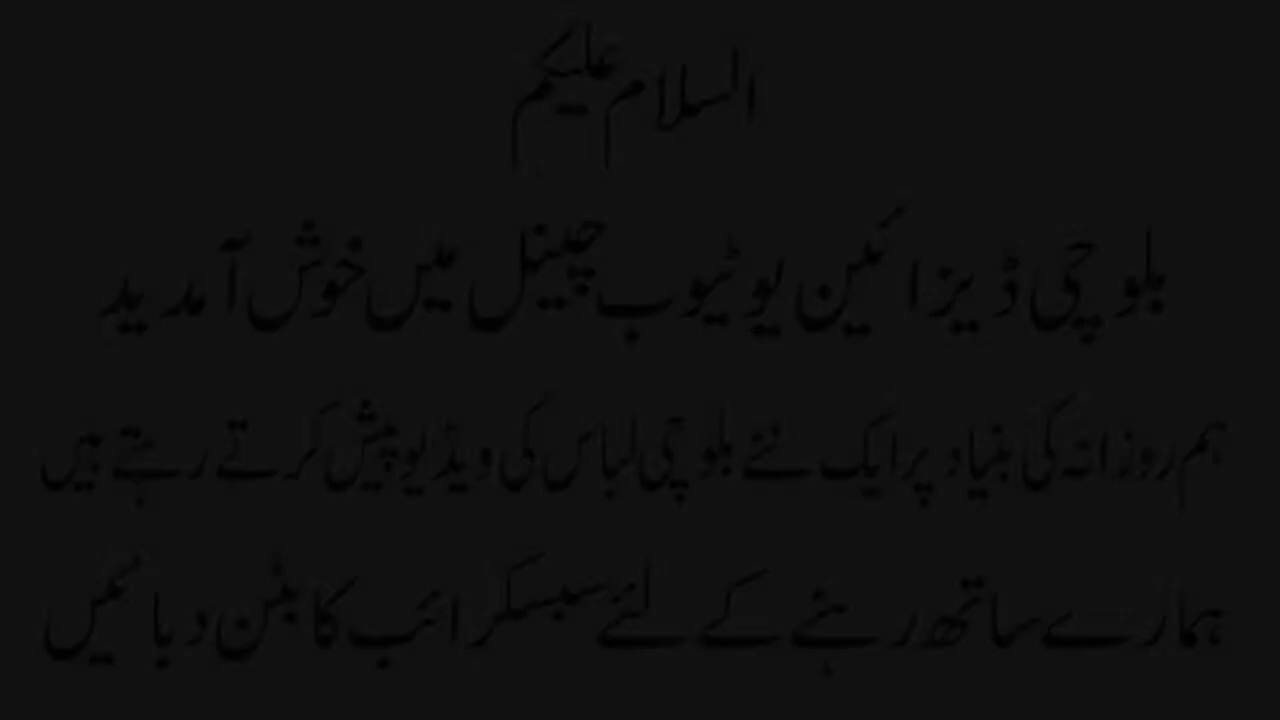 السلام علیکم
بلوچی ڈیزائین یوٹیوب چینل میں خوش آمدید
ہم روزانہ کی بنیاد پر ایک نئے بلوچی لباس کی ویڈیو پیش کرتے رہتے ہیں
ہمارے ساتھ رہنے کے لئے سبسکرائب کا بٹن دبائیں